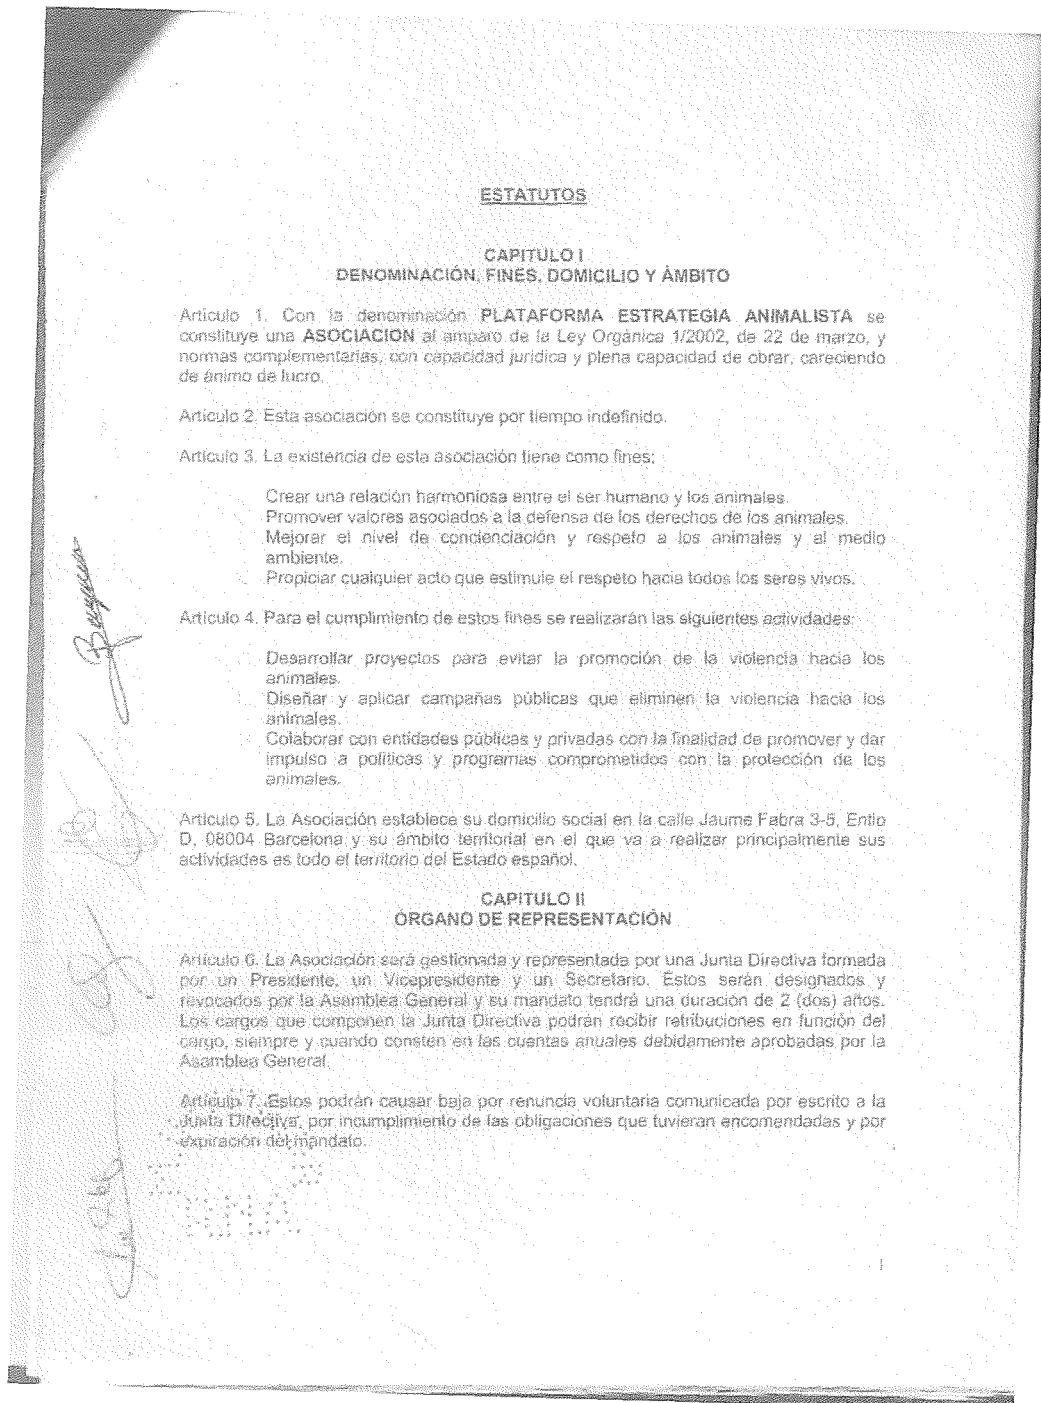 ESTATUTOS
CAPITULO I
DENOMINACIÓN, FINES, DOMICILIO Y ÁMBITO
Artículo 1. Con la denominación PLATAFORMA ESTRATEGIA ANIMALISTA se
constituye una ASOCIACION al amparo de la Ley Orgánica 1/2002, de 22 de marzo, y
normas complementarias, con capacidad jurídica y plena capacidad de obrar, careciendo
de ánimo de lucro.
Artículo 2. Esta asociación se constituye por tiempo indefinido.
Artículo 3. La existencia de esta asociación tiene como fines:
Crear una relación harmoniosa entre el ser humano y los animales.
Promover valores asociados a la defensa de los derechos de los animales.
Mejorar el nivel de concienciación y respeto a los animales y al medio
ambiente.
Propiciar cualquier acto que estimule el respeto hacia todos los seres vivos.
Artículo 4. Para el cumplimiento de estos fines se realizarán las siguientes actividades:
Desarrollar proyectos para evitar la promoción de la violencia hacia los
animales.
Diseñar y aplicar campañas públicas que eliminen la violencia hacia los
animales.
Colaborar con entidades públicas y privadas con la finalidad de promover y dar
impulso a políticas y programas comprometidos con la protección de los
animales.
Artículo 5. La Asociación establece su domicilio social en la calle Jaume Fabra 3-5, Entlo
D, 08004 Barcelona y su ámbito territorial en el que va a realizar principalmente sus
actividades es todo el territorio del Estado español.
CAPITULO II
ÓRGANO DE REPRESENTACIÓN
Artículo 6. La Asociación será gestionada y representada por una Junta Directiva formada
por un Presidente, un Vicepresidente y un Secretario. Estos serán designados y
revocados por la Asamblea General y su mandato tendrá una duración de 2 (dos) años.
Los cargos que componen la Junta Directiva podrán recibir retribuciones en función del
cargo, siempre y cuando consten en las cuentas anuales debidamente aprobadas por la
Asamblea General.
Artículo 7. Estos podrán causar baja por renuncia voluntaria comunicada por escrito a la
Junta Directiva, por incumplimiento de las obligaciones que tuvieran encomendadas y por
expiración del mandato.
1